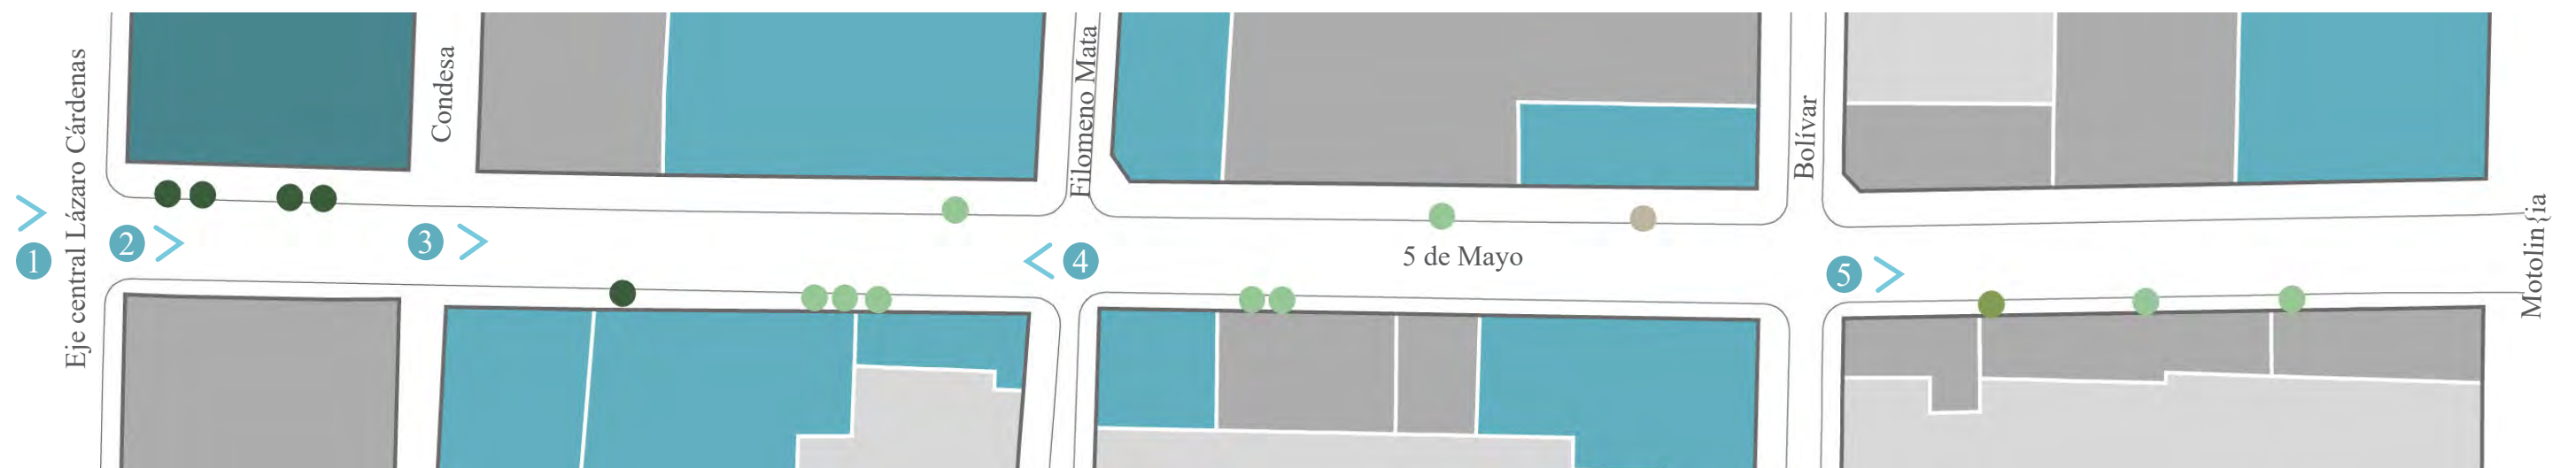 Eje central Lázaro Cárdenas
Condesa
Filomeno Mata
Bolívar
Motolin{ia
1
2
3
4
5 de Mayo
5